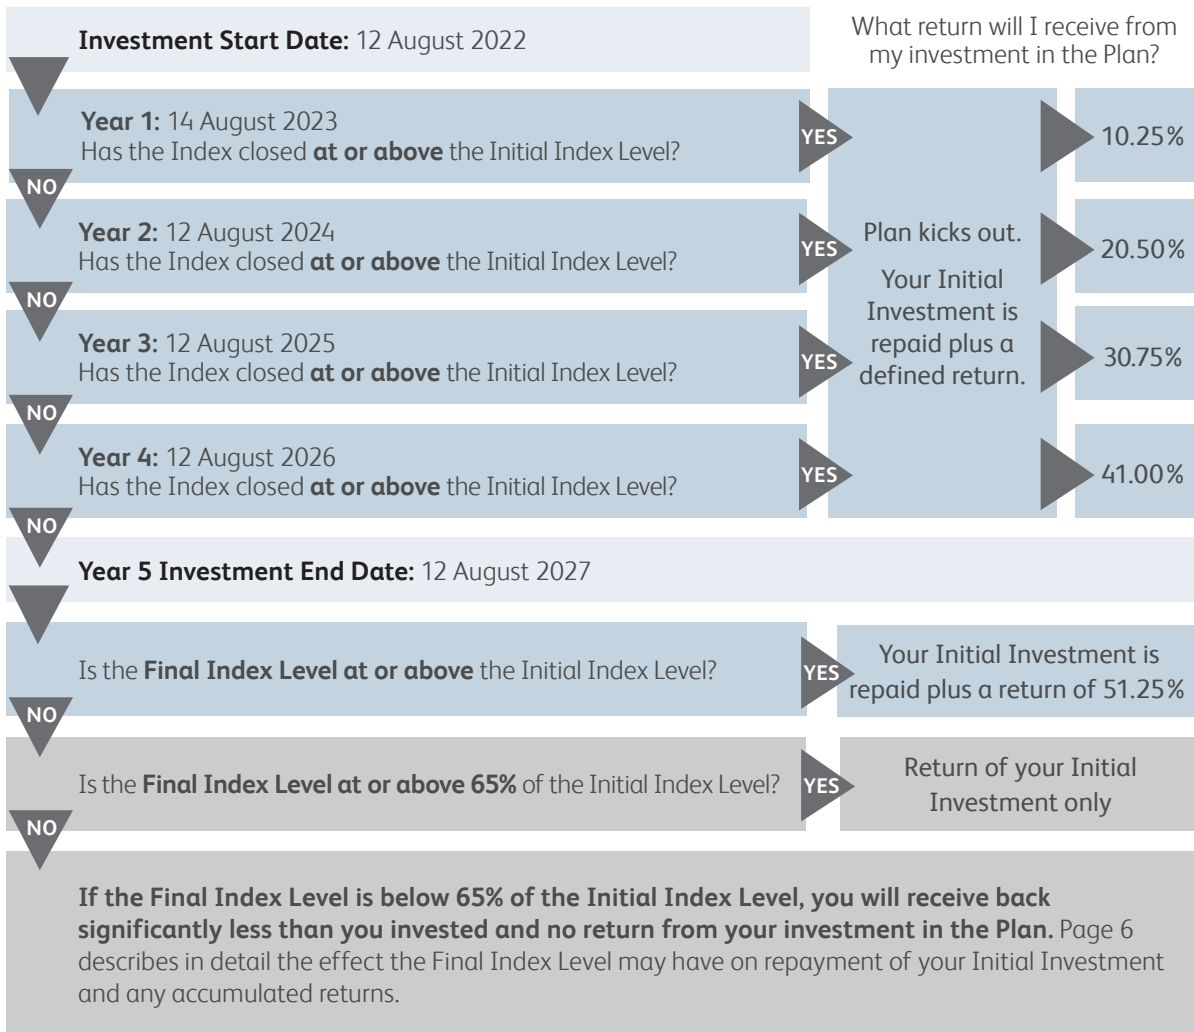 Investment Start Date: 12 August 2022
What return will I receive from
my investment in the Plan?
Year 1: 14 August 2023
Has the Index closed at or above the Initial Index Level?
YES
10.25%
NO
Year 2: 12 August 2024
Has the Index closed at or above the Initial Index Level?
YES
Plan kicks out.
Your Initial
Investment is
repaid plus a
defined return.
20.50%
NO
Year 3: 12 August 2025
Has the Index closed at or above the Initial Index Level?
YES
30.75%
NO
Year 4: 12 August 2026
Has the Index closed at or above the Initial Index Level?
YES
41.00%
NO
Year 5 Investment End Date: 12 August 2027
Is the Final Index Level at or above the Initial Index Level?
YES
Your Initial Investment is
repaid plus a return of 51.25%
NO
Is the Final Index Level at or above 65% of the Initial Index Level?
YES
Return of your Initial
Investment only
NO
If the Final Index Level is below 65% of the Initial Index Level, you will receive back
significantly less than you invested and no return from your investment in the Plan. Page 6
describes in detail the effect the Final Index Level may have on repayment of your Initial Investment
and any accumulated returns.